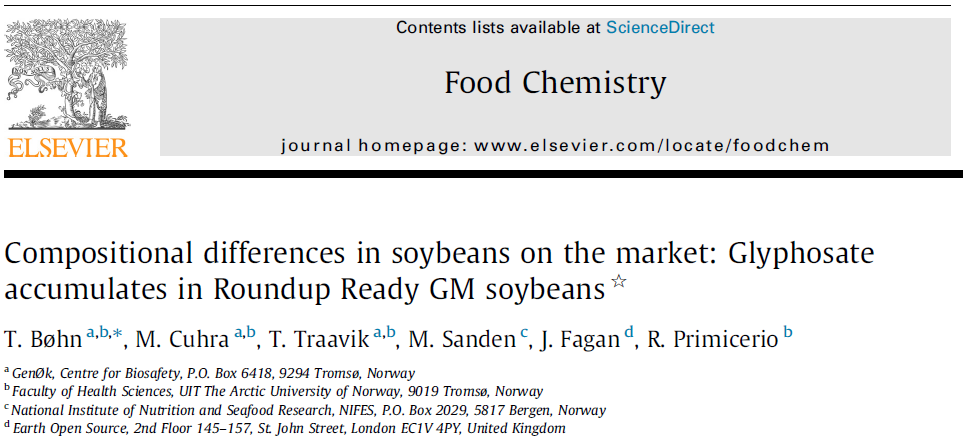 Contents lists available at ScienceDirect
Food Chemistry
ELSEVIER
journal homepage: www.elsevier.com/locate/foodchem
Compositional differences in soybeans on the market: Glyphosate
accumulates in Roundup Ready GM soybeans ☆
T. Bøhn a,b,*, M. Cuhra a,b, T. Traavik a,b, M. Sanden c, J. Fagan d, R. Primicerio b
a GenØk, Centre for Biosafety, P.O. Box 6418, 9294 Tromsø, Norway
b Faculty of Health Sciences, UIT The Arctic University of Norway, 9019 Tromsø, Norway
c National Institute of Nutrition and Seafood Research, NIFES, P.O. Box 2029, 5817 Bergen, Norway
d Earth Open Source, 2nd Floor 145–157, St. John Street, London EC1V 4PY, United Kingdom